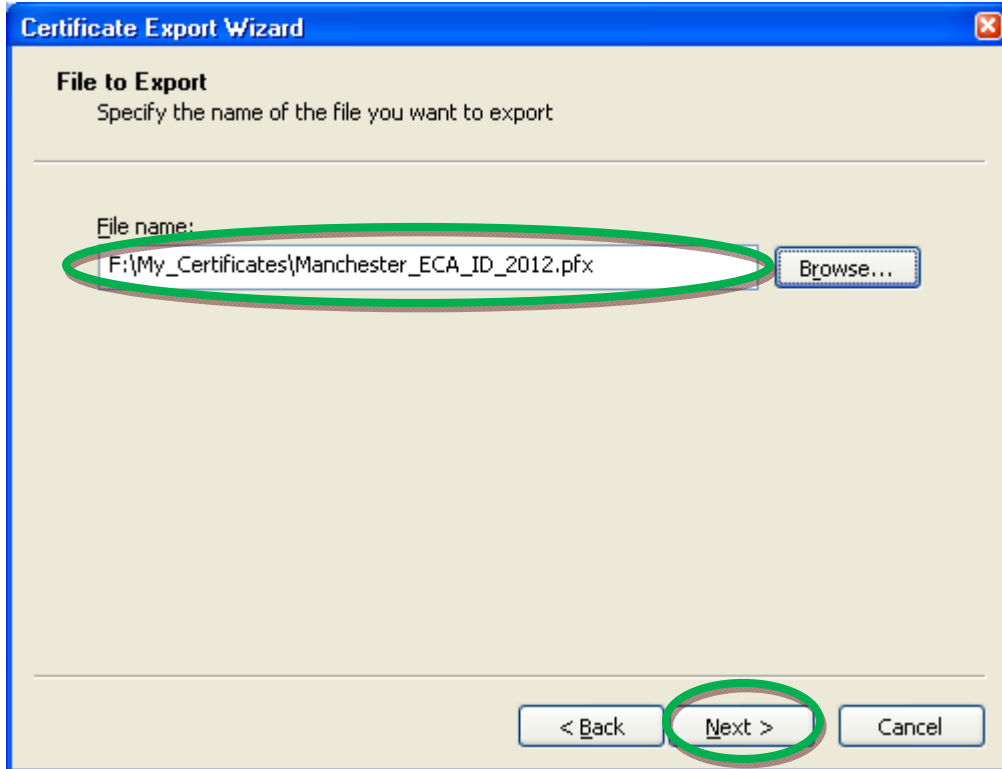 Certificate Export Wizard
File to Export
Specify the name of the file you want to export
File name:
F:\My_Certificates\Manchester_ECA_ID_2012.pfx
Browse...
< Back
Next >
Cancel